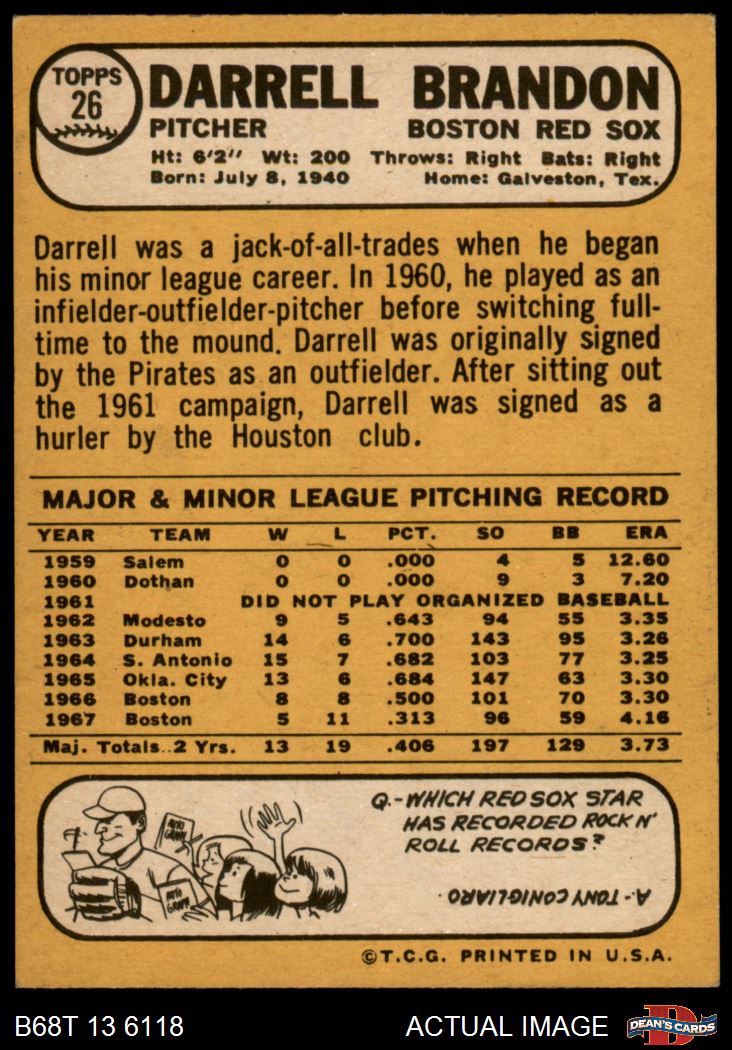 TOPPS
26
DARRELL BRANDON
PITCHER BOSTON RED SOX
Ht: 6'2" Wt: 200 Throws: Right Bats: Right
Born: July 8, 1940 Home: Galveston, Tex.
Darrell was a jack-of-all-trades when he began
his minor league career. In 1960, he played as an
infielder-outfielder-pitcher before switching full-
time to the mound. Darrell was originally signed
by the Pirates as an outfielder. After sitting out
the 1961 campaign, Darrell was signed as a
hurler by the Houston club.
MAJOR & MINOR LEAGUE PITCHING RECORD
YEAR TEAM W L PCT. SO BB ERA
1959 Salem 0 0 .000 4 5 12.60
1960 Dothan 0 0 .000 9 3 7.20
1961 DID NOT PLAY ORGANIZED BASEBALL
1962 Modesto 9 5 .643 94 55 3.35
1963 Durham 14 6 .700 143 95 3.26
1964 S. Antonio 15 7 .682 103 77 3.25
1965 Okla. City 13 6 .684 147 63 3.30
1966 Boston 8 8 .500 101 70 3.30
1967 Boston 5 11 .313 96 59 4.16
Maj. Totals..2 Yrs. 13 19 .406 197 129 3.73
AUTO
GRAPH
AUTO
GRAPH
Q.-WHICH RED SOX STAR
HAS RECORDED ROCK N'
ROLL RECORDS?
A.-TONY CONIGLIARO
©T.C.G. PRINTED IN U.S.A.
B68T 13 6118 ACTUAL IMAGE
D
DEAN'S CARDS